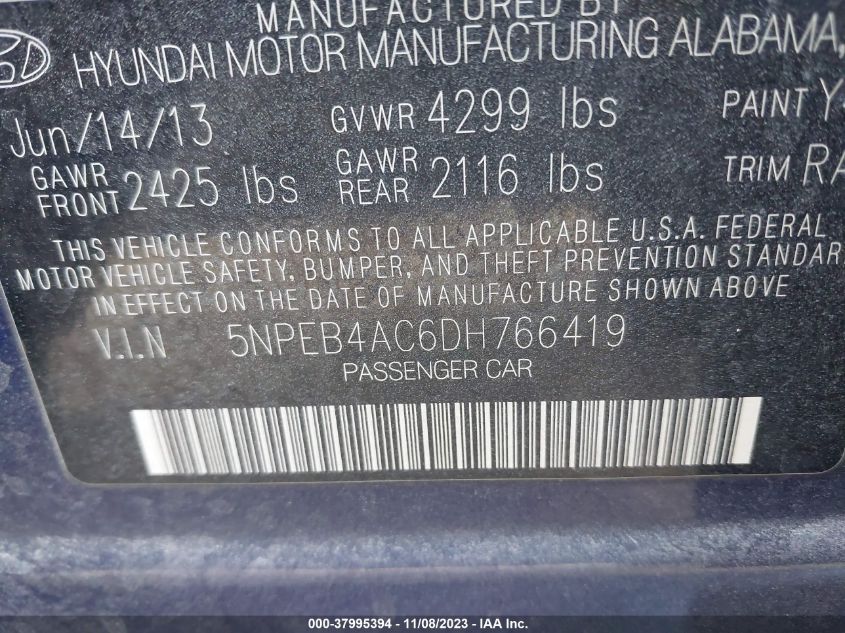 MANUFACTURED BY
HYUNDAI MOTOR MANUFACTURING ALABAMA,
Jun/14/13 GVWR 4299 lbs PAINT
GAWR FRONT 2425 lbs GAWR REAR 2116 lbs TRIM RA
THIS VEHICLE CONFORMS TO ALL APPLICABLE U.S.A. FEDERAL
MOTOR VEHICLE SAFETY, BUMPER, AND THEFT PREVENTION STANDAR
IN EFFECT ON THE DATE OF MANUFACTURE SHOWN ABOVE
V.I.N 5NPEB4AC6DH766419
PASSENGER CAR
000-37995394 - 11/08/2023 - IAA Inc.